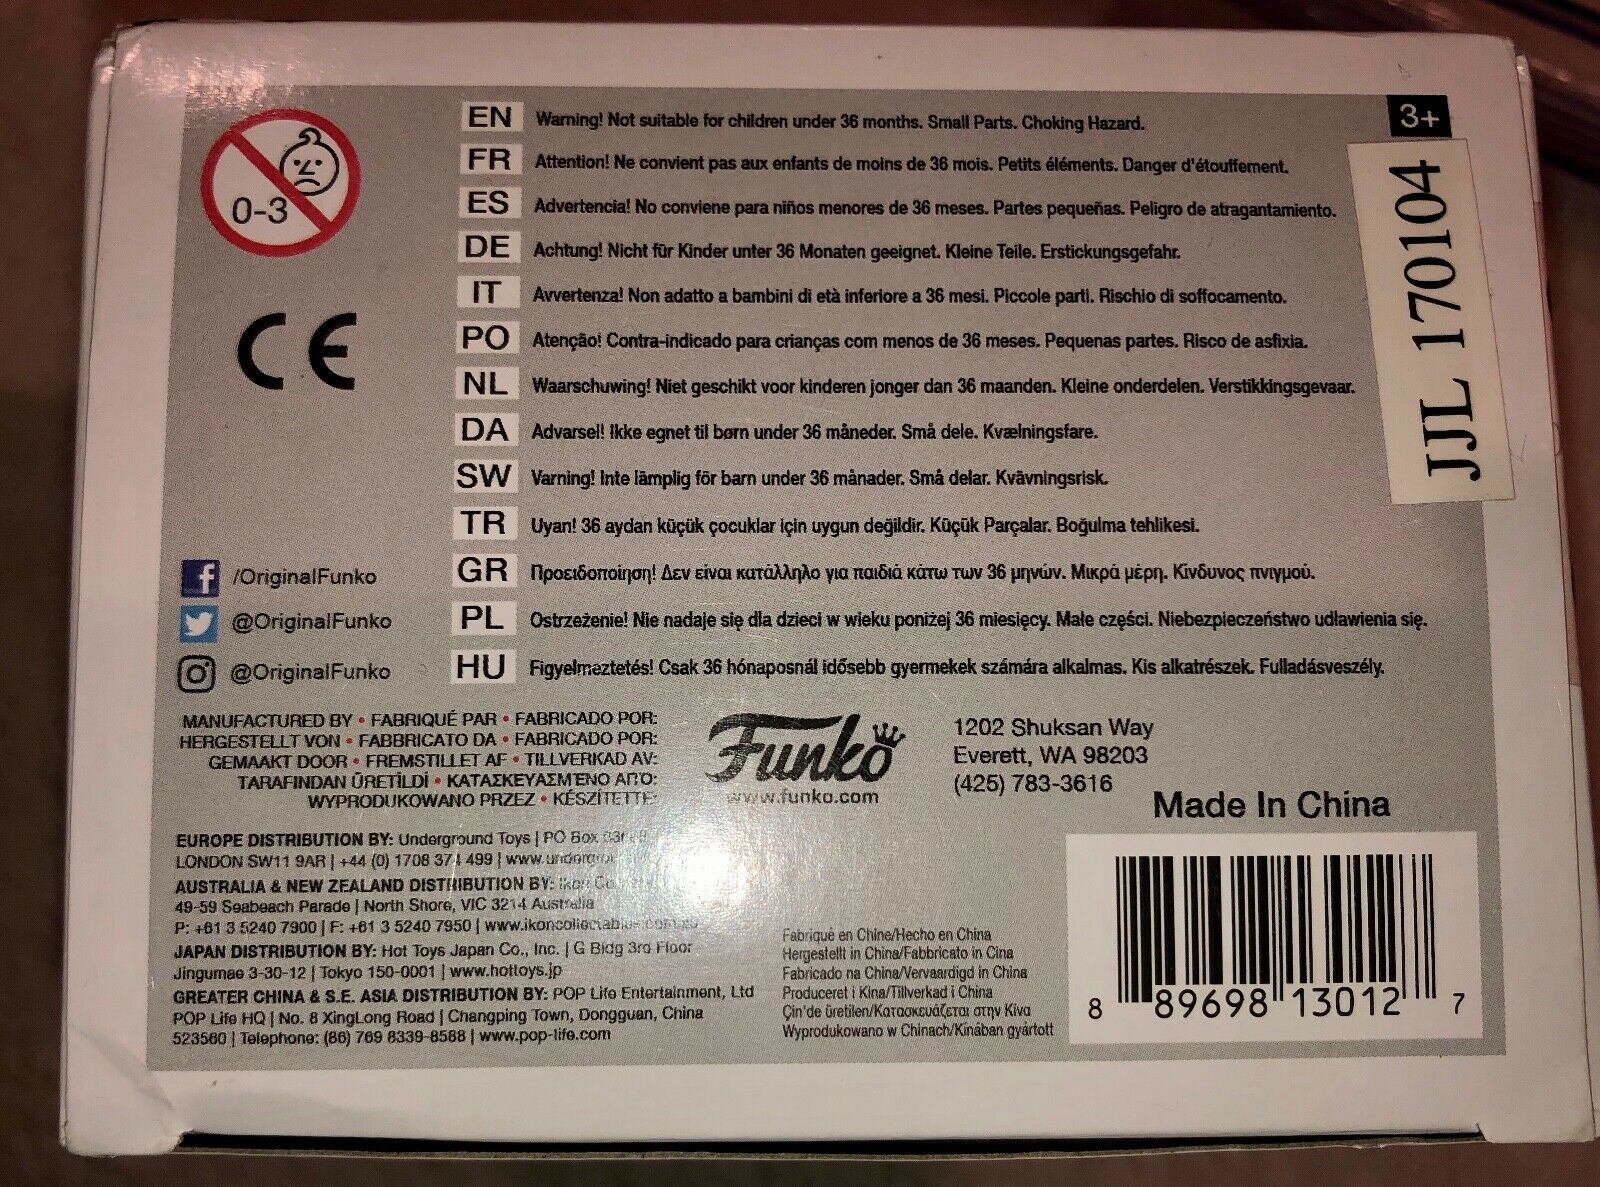 0-3
CE
EN Warning! Not suitable for children under 36 months. Small Parts. Choking Hazard.
FR Attention! Ne convient pas aux enfants de moins de 36 mois. Petits éléments. Danger d'étouffement.
ES Advertencia! No conviene para niños menores de 36 meses. Partes pequeñas. Peligro de atragantamiento.
DE Achtung! Nicht für Kinder unter 36 Monaten geeignet. Kleine Teile. Erstickungsgefahr.
IT Avvertenza! Non adatto a bambini di età inferiore a 36 mesi. Piccole parti. Rischio di soffocamento.
PO Atenção! Contra-indicado para crianças com menos de 36 meses. Pequenas partes. Risco de asfixia.
NL Waarschuwing! Niet geschikt voor kinderen jonger dan 36 maanden. Kleine onderdelen. Verstikkingsgevaar.
DA Advarsel! Ikke egnet til børn under 36 måneder. Små dele. Kvælningsfare.
SW Varning! Inte lämplig för barn under 36 månader. Små delar. Kvävningsrisk.
TR Uyan! 36 aydan küçük çocuklar için uygun değildir. Küçük Parçalar. Boğulma tehlikesi.
GR Προειδοποίηση! Δεν είναι κατάλληλο για παιδιά κάτω των 36 μηνών. Μικρά μέρη. Κίνδυνος πνιγμού.
PL Ostrzeżenie! Nie nadaje się dla dzieci w wieku poniżej 36 miesięcy. Małe części. Niebezpieczeństwo udławienia się.
HU Figyelmeztetés! Csak 36 hónaposnál idősebb gyermekek számára alkalmas. Kis alkatrészek. Fulladásveszély.
3+
JJL 170104
/OriginalFunko
@OriginalFunko
@OriginalFunko
MANUFACTURED BY • FABRIQUÉ PAR • FABRICADO POR:
HERGESTELLT VON • FABBRICATO DA • FABRICADO POR:
GEMAAKT DOOR • FREMSTILLET AF • TILLVERKAD AV:
TARAFINDAN ÜRETİLDİ • ΚΑΤΑΣΚΕΥΑΣΜΈΝΟ ΑΠΌ:
WYPRODUKOWANO PRZEZ • KÉSZÍTETTE:
Funko
www.funko.com
1202 Shuksan Way
Everett, WA 98203
(425) 783-3616
Made In China
EUROPE DISTRIBUTION BY: Underground Toys | PO Box
LONDON SW11 9AR | +44 (0) 1708 374 499 |
AUSTRALIA & NEW ZEALAND DISTRIBUTION BY:
49-59 Seabeach Parade | North Shore, VIC 3214 Australia
P: +61 3 5240 7900 | F: +61 3 5240 7950 | www.ikoncollectables.com.au
JAPAN DISTRIBUTION BY: Hot Toys Japan Co., Inc. | G Bldg 3rd Floor
Jingumae 3-30-12 | Tokyo 150-0001 | www.hottoys.jp
GREATER CHINA & S.E. ASIA DISTRIBUTION BY: POP Life Entertainment, Ltd
POP Life HQ | No. 8 XingLong Road | Changping Town, Dongguan, China
523560 | Telephone: (86) 769 8339-8588 | www.pop-life.com
Fabriqué en Chine/Hecho en China
Hergestellt in China/Fabbricato in Cina
Fabricado na China/Vervaardigd in China
Produceret i Kina/Tillverkad i China
Çin'de üretilen/Κατασκευάζεται στην Κίνα
Wyprodukowano w Chinach/Kínában gyártott
8 89698 13012 7